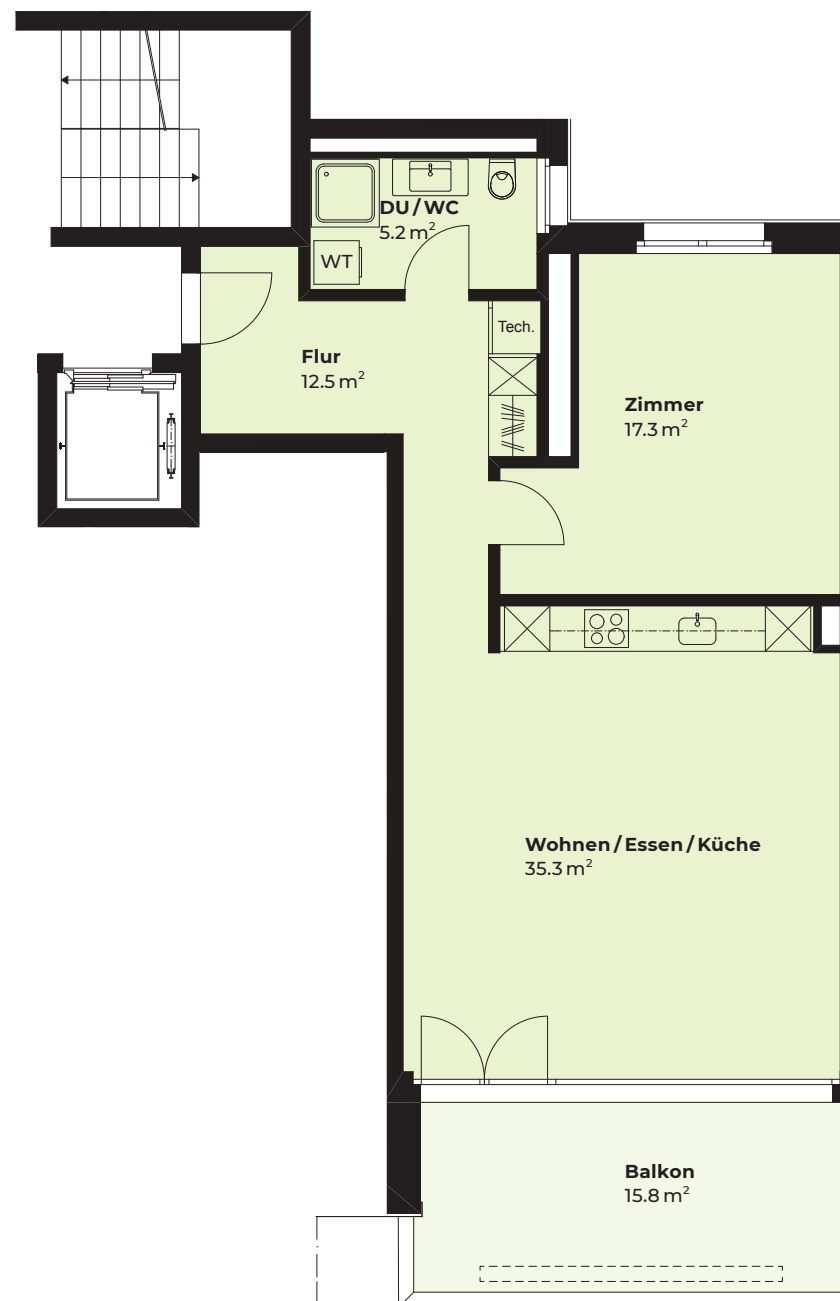 DU / WC
5.2 m²
WT
Tech.
Flur
12.5 m²
Zimmer
17.3 m²
Wohnen / Essen / Küche
35.3 m²
Balkon
15.8 m²